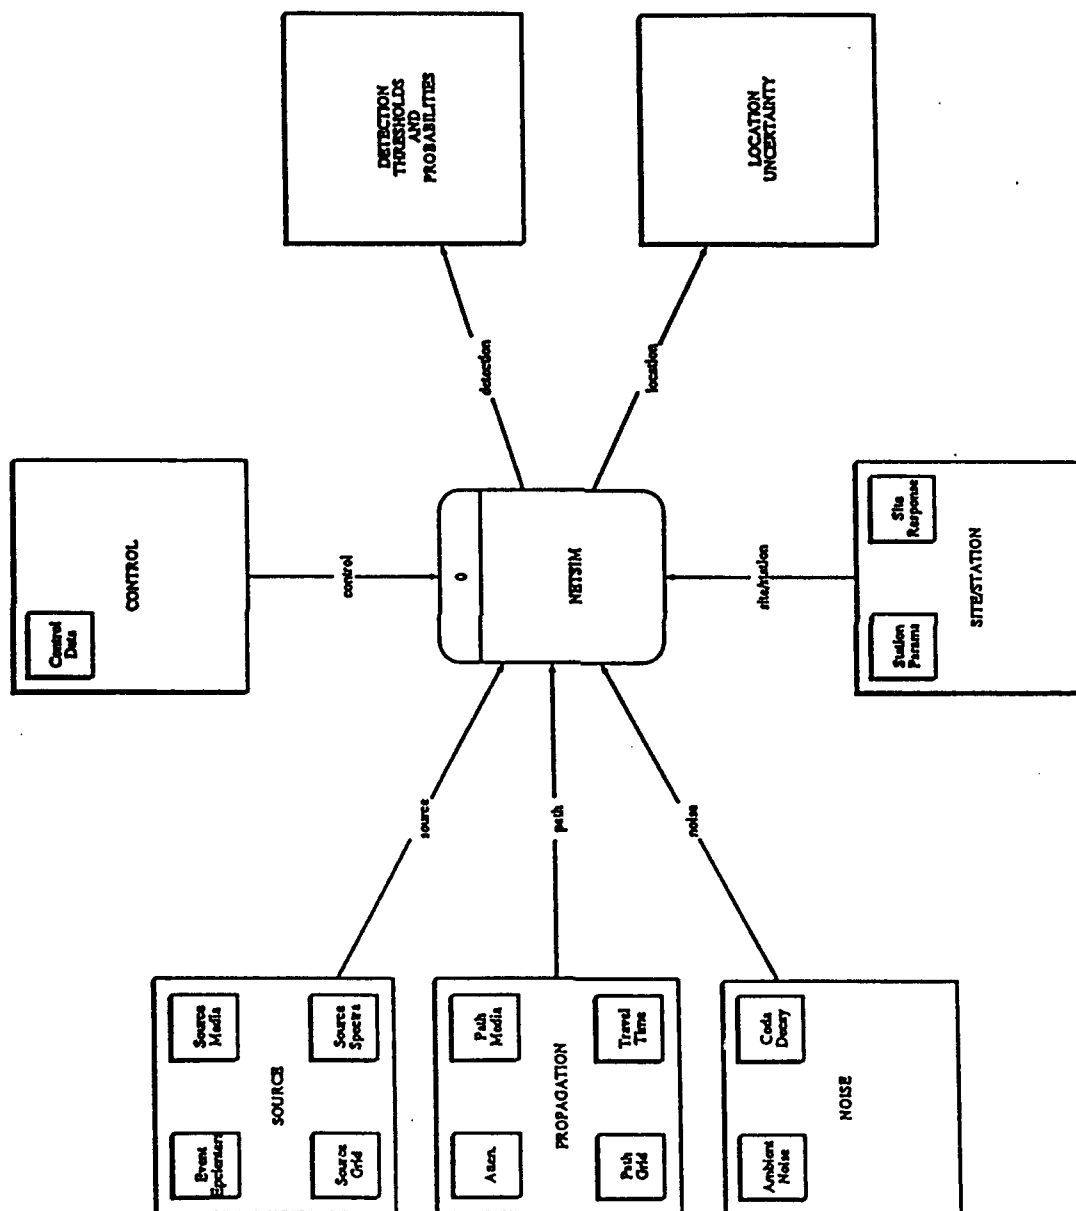 Event
Epicenters
Source
Media
SOURCE
Source
Grid
Source
Spectra
Atten.
Path
Media
PROPAGATION
Path
Grid
Travel
Time
Ambient
Noise
Coda
Decay
NOISE
source
path
noise
Control
Data
CONTROL
control
0
NETSIM
site/station
Station
Params
Site
Response
SITE/STATION
detection
location
DETECTION
THRESHOLDS
AND
PROBABILITIES
LOCATION
UNCERTAINTY